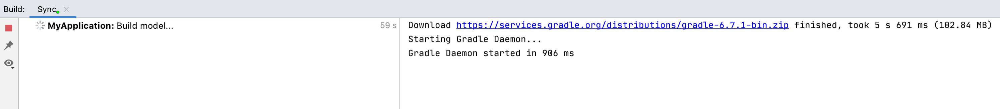 Build: Sync
MyApplication: Build model... 59 s
Download https://services.gradle.org/distributions/gradle-6.7.1-bin.zip finished, took 5 s 691 ms (102.84 MB)
Starting Gradle Daemon...
Gradle Daemon started in 906 ms